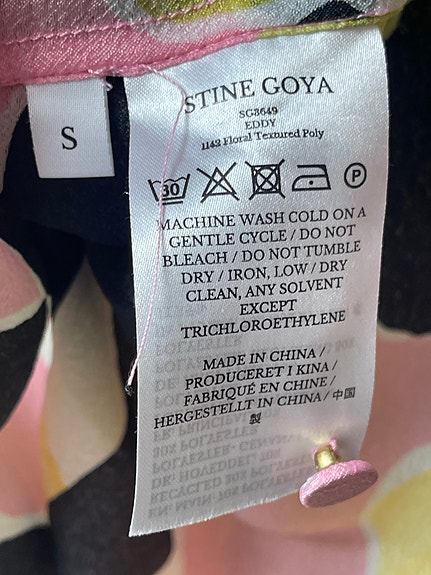 STINE GOYA
SG3649
EDDY
1142 Floral Textured Poly
S
30
P
MACHINE WASH COLD ON A
GENTLE CYCLE / DO NOT
BLEACH / DO NOT TUMBLE
DRY / IRON, LOW / DRY
CLEAN, ANY SOLVENT
EXCEPT
TRICHLOROETHYLENE
MADE IN CHINA /
PRODUCERET I KINA /
FABRIQUÉ EN CHINE /
HERGESTELLT IN CHINA / 中国
製